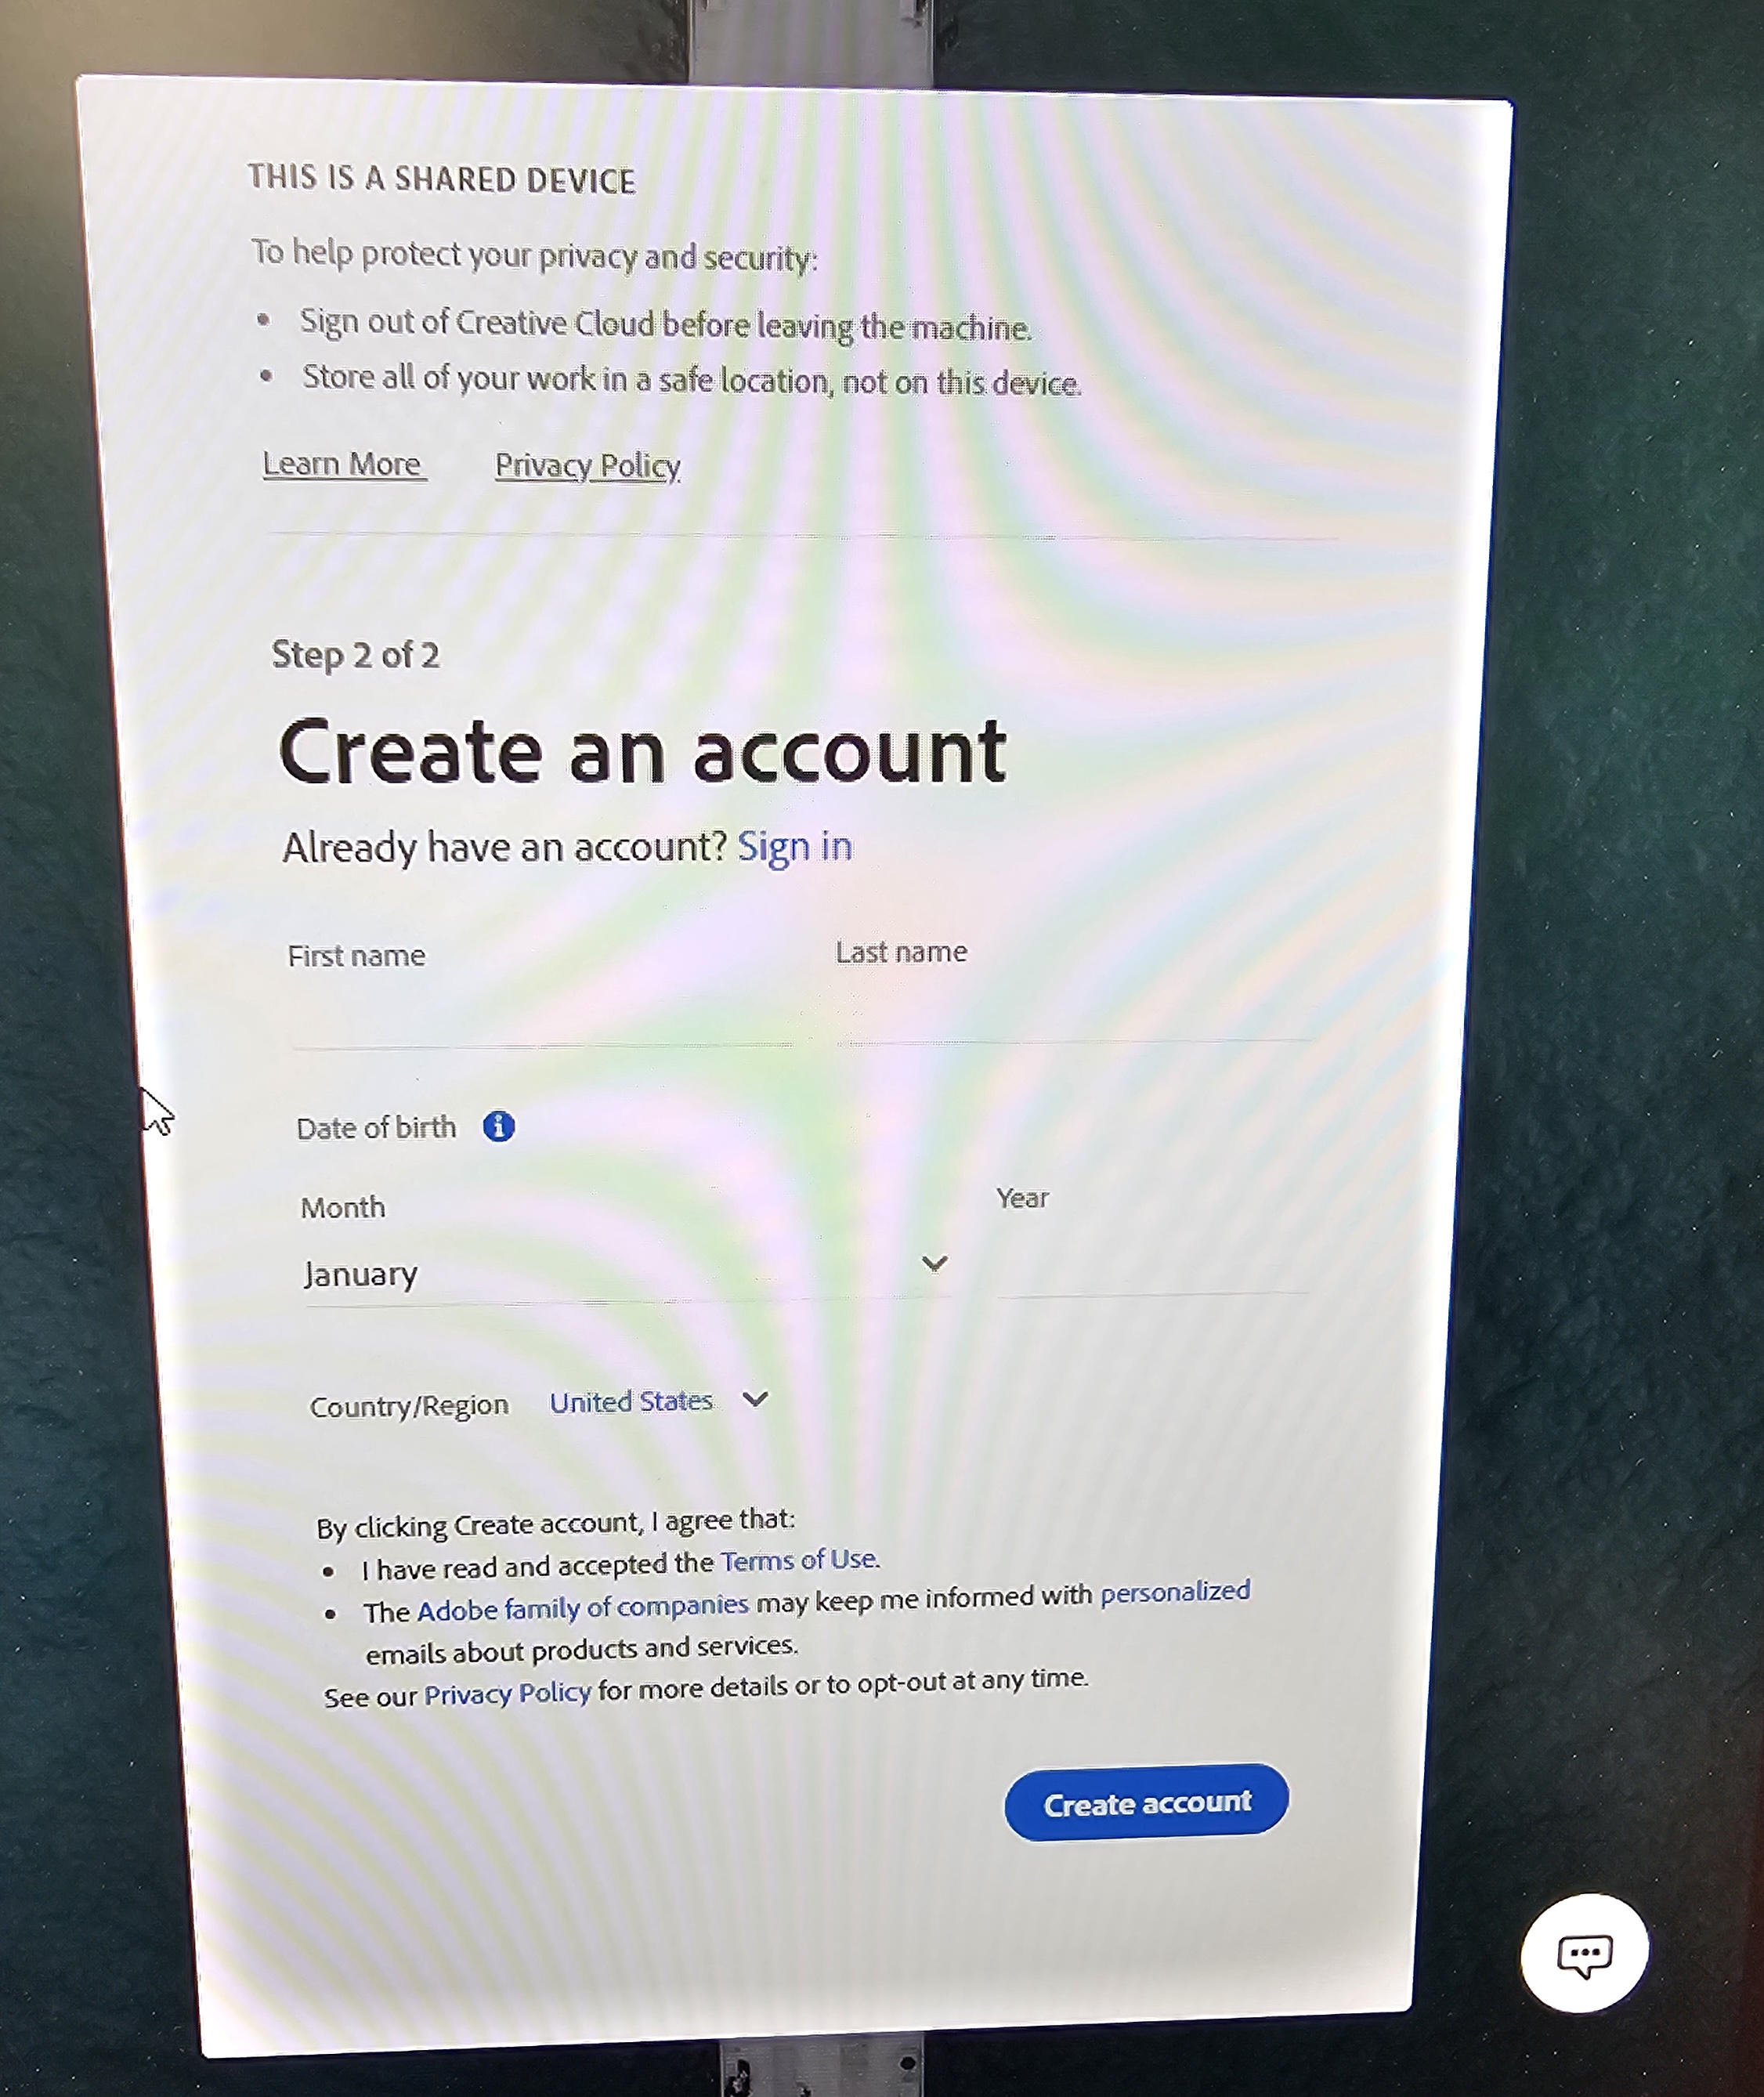 THIS IS A SHARED DEVICE
To help protect your privacy and security:
• Sign out of Creative Cloud before leaving the machine.
• Store all of your work in a safe location, not on this device.
Learn More Privacy Policy
Step 2 of 2
Create an account
Already have an account? Sign in
First name Last name
Date of birth
Month Year
January
Country/Region United States
By clicking Create account, I agree that:
• I have read and accepted the Terms of Use.
• The Adobe family of companies may keep me informed with personalized
emails about products and services.
See our Privacy Policy for more details or to opt-out at any time.
Create account